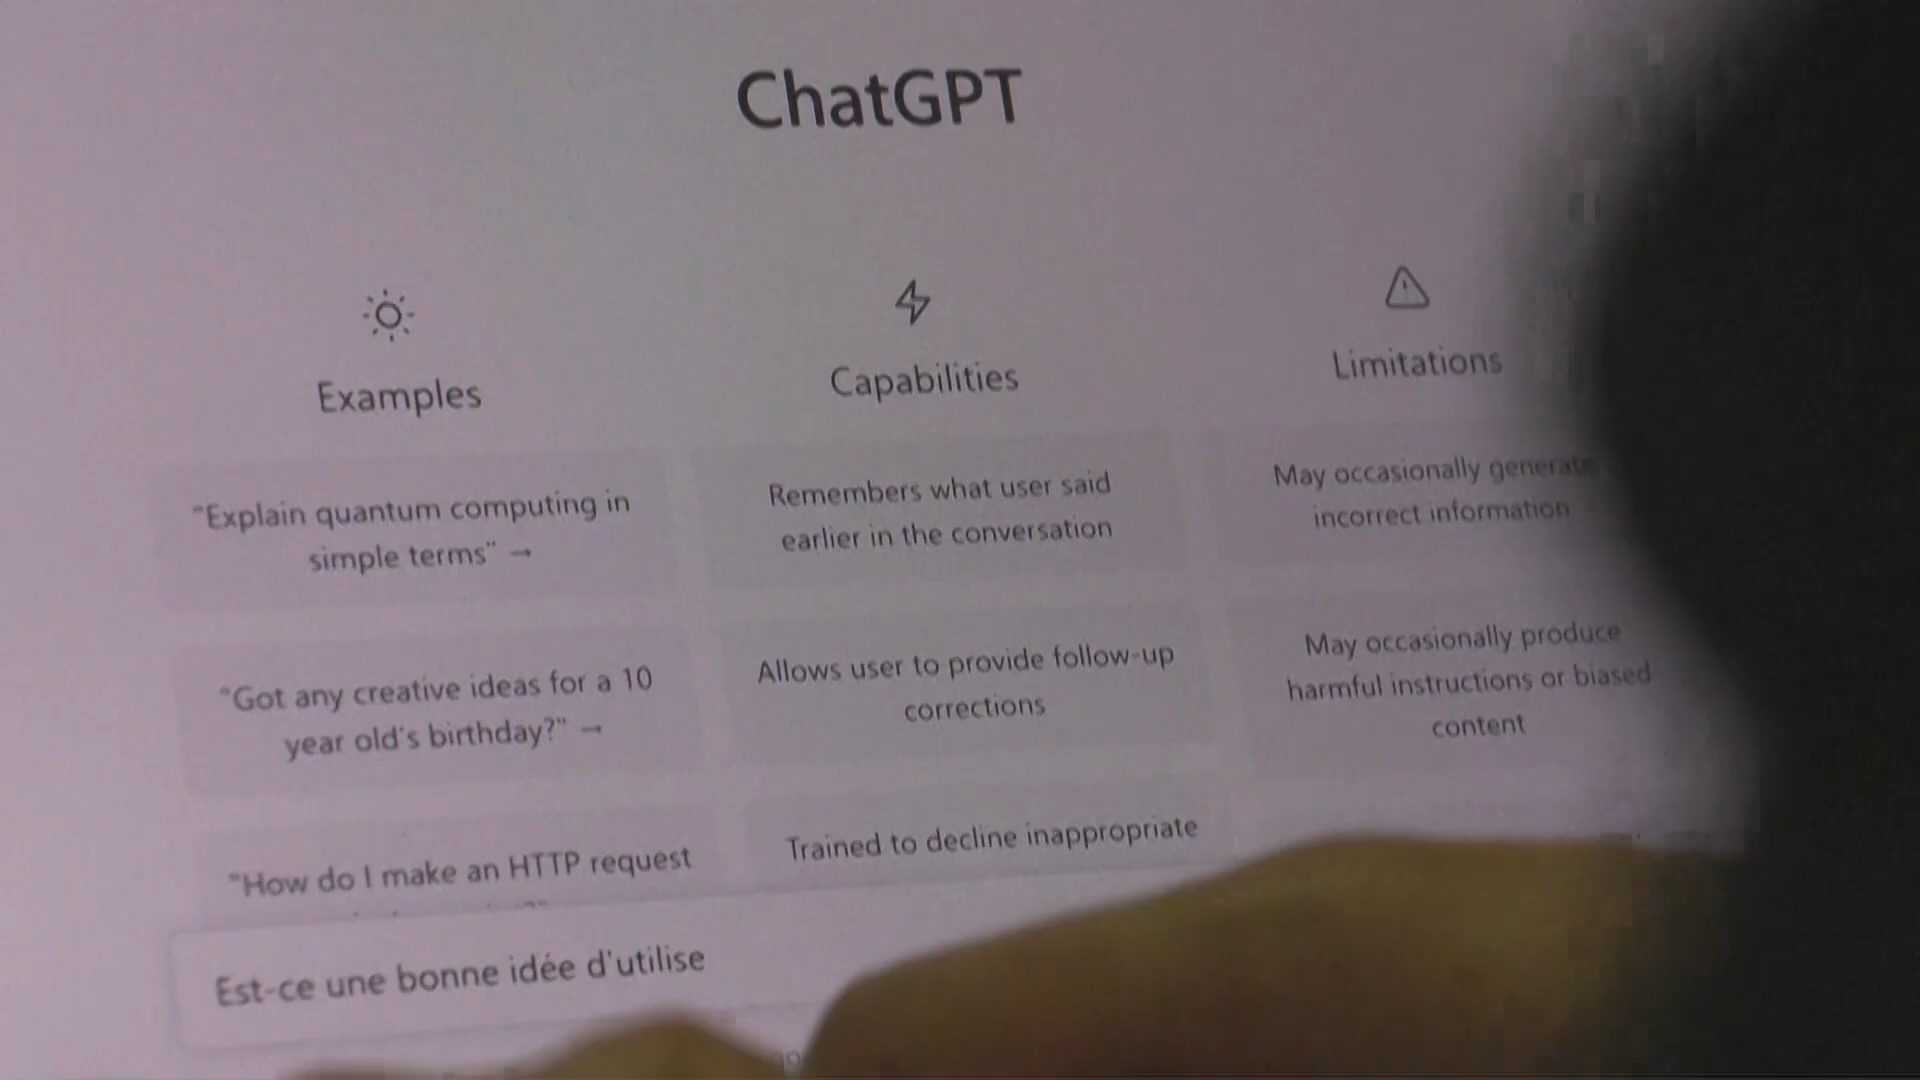 ChatGPT
Examples
Capabilities
Limitations
"Explain quantum computing in
simple terms" →
Remembers what user said
earlier in the conversation
May occasionally generate
incorrect information
"Got any creative ideas for a 10
year old's birthday?" →
Allows user to provide follow-up
corrections
May occasionally produce
harmful instructions or biased
content
"How do I make an HTTP request
Trained to decline inappropriate
Est-ce une bonne idée d'utilise